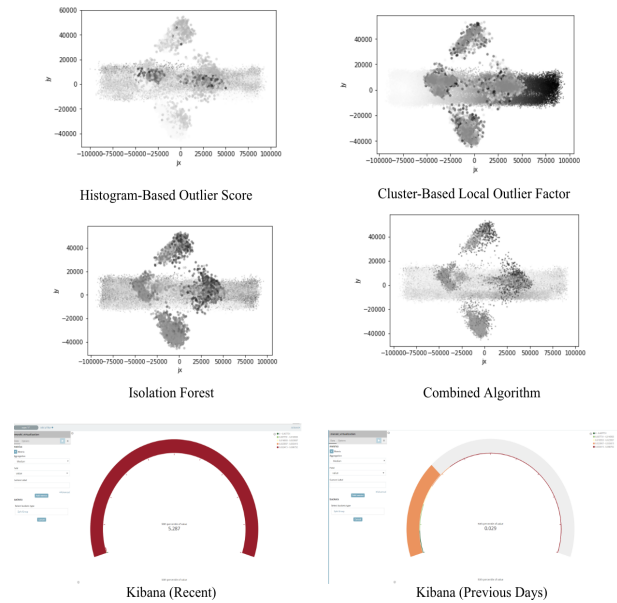 60000
40000
20000
0
−20000
−40000
jy
−100000−75000−50000−25000 0 25000 50000 75000 100000
jx
Histogram-Based Outlier Score
40000
20000
0
−20000
−40000
jy
−100000−75000−50000−25000 0 25000 50000 75000 100000
jx
Cluster-Based Local Outlier Factor
40000
20000
0
−20000
−40000
jy
−100000−75000−50000−25000 0 25000 50000 75000 100000
jx
Isolation Forest
40000
20000
0
−20000
−40000
jy
−100000−75000−50000−25000 0 25000 50000 75000 100000
jx
Combined Algorithm
5.287
Kibana (Recent)
0.029
Kibana (Previous Days)